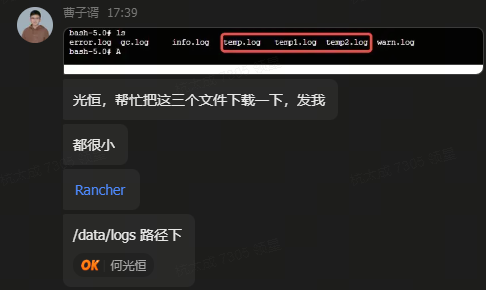 曹子谞 17:39
bash-5.0# ls
error.log gc.log info.log temp.log temp1.log temp2.log warn.log
bash-5.0# A
光恒，帮忙把这三个文件下载一下，发我
都很小
Rancher
/data/logs 路径下
OK 何光恒